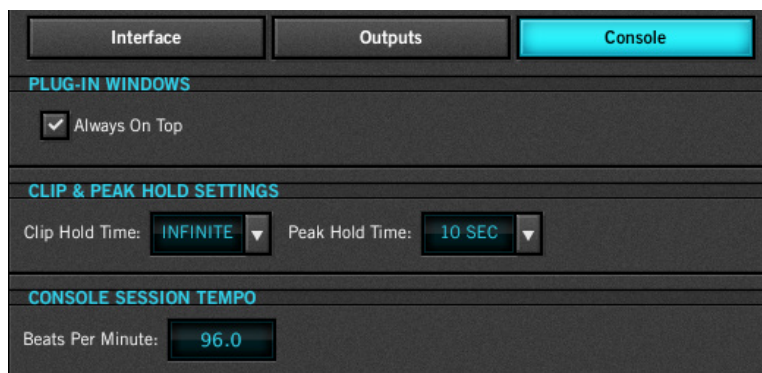 Interface Outputs Console
PLUG-IN WINDOWS
Always On Top
CLIP & PEAK HOLD SETTINGS
Clip Hold Time: INFINITE Peak Hold Time: 10 SEC
CONSOLE SESSION TEMPO
Beats Per Minute: 96.0